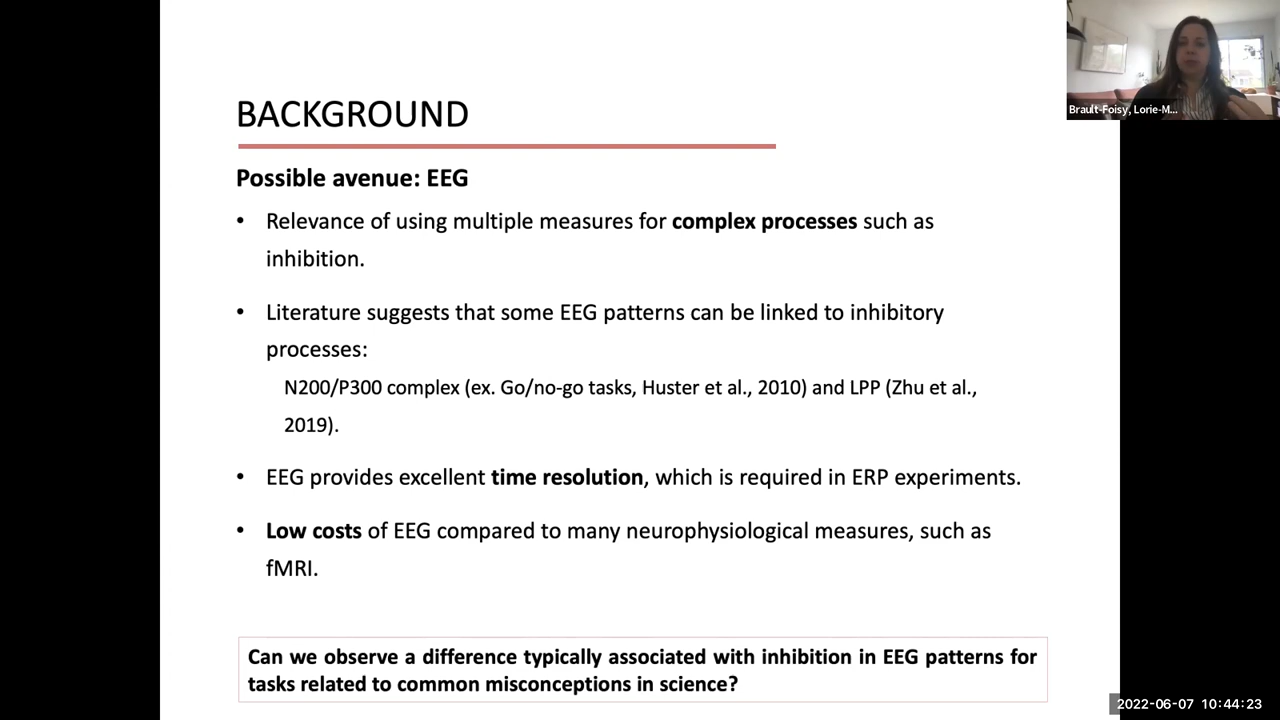 BACKGROUND
Possible avenue: EEG
• Relevance of using multiple measures for complex processes such as
inhibition.
• Literature suggests that some EEG patterns can be linked to inhibitory
processes:
N200/P300 complex (ex. Go/no-go tasks, Huster et al., 2010) and LPP (Zhu et al.,
2019).
• EEG provides excellent time resolution, which is required in ERP experiments.
• Low costs of EEG compared to many neurophysiological measures, such as
fMRI.
Can we observe a difference typically associated with inhibition in EEG patterns for
tasks related to common misconceptions in science?
Brault-Foisy, Lorie-M...
2022-06-07 10:44:23